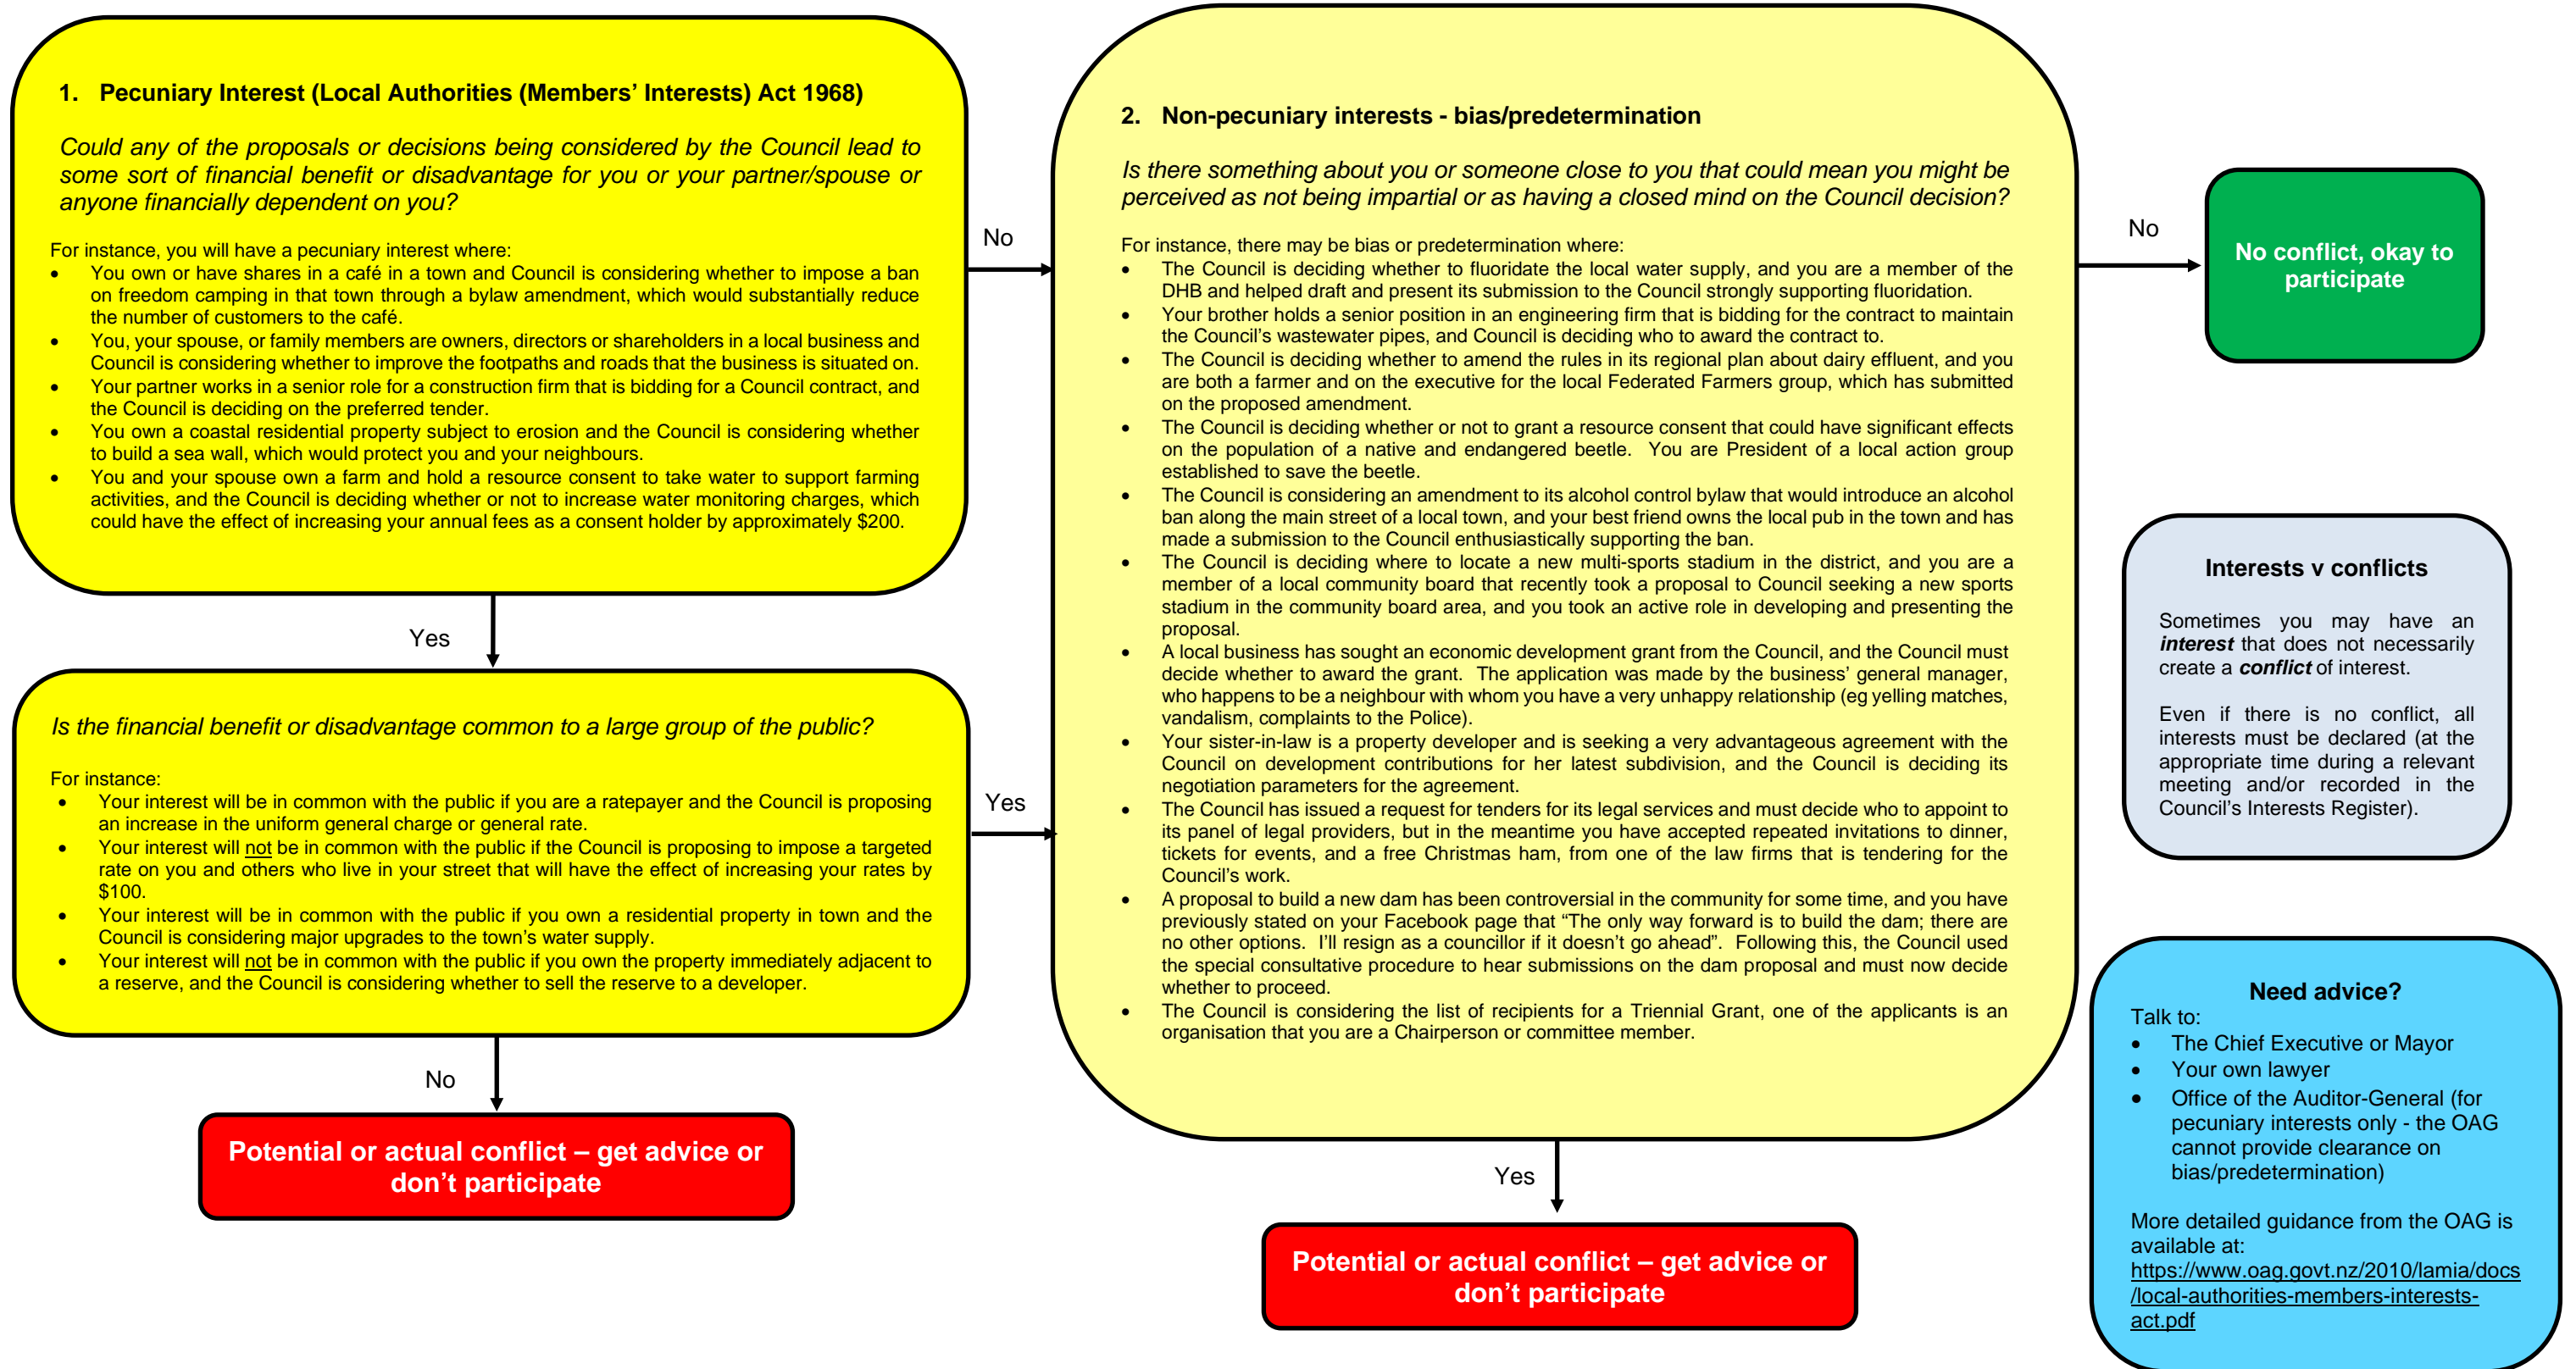 1. Pecuniary Interest (Local Authorities (Members’ Interests) Act 1968)
Could any of the proposals or decisions being considered by the Council lead to
some sort of financial benefit or disadvantage for you or your partner/spouse or
anyone financially dependent on you?
For instance, you will have a pecuniary interest where:
• You own or have shares in a café in a town and Council is considering whether to impose a ban
on freedom camping in that town through a bylaw amendment, which would substantially reduce
the number of customers to the café.
• You, your spouse, or family members are owners, directors or shareholders in a local business and
Council is considering whether to improve the footpaths and roads that the business is situated on.
• Your partner works in a senior role for a construction firm that is bidding for a Council contract, and
the Council is deciding on the preferred tender.
• You own a coastal residential property subject to erosion and the Council is considering whether
to build a sea wall, which would protect you and your neighbours.
• You and your spouse own a farm and hold a resource consent to take water to support farming
activities, and the Council is deciding whether or not to increase water monitoring charges, which
could have the effect of increasing your annual fees as a consent holder by approximately $200.
No
Yes
Is the financial benefit or disadvantage common to a large group of the public?
For instance:
• Your interest will be in common with the public if you are a ratepayer and the Council is proposing
an increase in the uniform general charge or general rate.
• Your interest will not be in common with the public if the Council is proposing to impose a targeted
rate on you and others who live in your street that will have the effect of increasing your rates by
$100.
• Your interest will be in common with the public if you own a residential property in town and the
Council is considering major upgrades to the town’s water supply.
• Your interest will not be in common with the public if you own the property immediately adjacent to
a reserve, and the Council is considering whether to sell the reserve to a developer.
Yes
No
Potential or actual conflict – get advice or
don’t participate
2. Non-pecuniary interests - bias/predetermination
Is there something about you or someone close to you that could mean you might be
perceived as not being impartial or as having a closed mind on the Council decision?
For instance, there may be bias or predetermination where:
• The Council is deciding whether to fluoridate the local water supply, and you are a member of the
DHB and helped draft and present its submission to the Council strongly supporting fluoridation.
• Your brother holds a senior position in an engineering firm that is bidding for the contract to maintain
the Council’s wastewater pipes, and Council is deciding who to award the contract to.
• The Council is deciding whether to amend the rules in its regional plan about dairy effluent, and you
are both a farmer and on the executive for the local Federated Farmers group, which has submitted
on the proposed amendment.
• The Council is deciding whether or not to grant a resource consent that could have significant effects
on the population of a native and endangered beetle. You are President of a local action group
established to save the beetle.
• The Council is considering an amendment to its alcohol control bylaw that would introduce an alcohol
ban along the main street of a local town, and your best friend owns the local pub in the town and has
made a submission to the Council enthusiastically supporting the ban.
• The Council is deciding where to locate a new multi-sports stadium in the district, and you are a
member of a local community board that recently took a proposal to Council seeking a new sports
stadium in the community board area, and you took an active role in developing and presenting the
proposal.
• A local business has sought an economic development grant from the Council, and the Council must
decide whether to award the grant. The application was made by the business’ general manager,
who happens to be a neighbour with whom you have a very unhappy relationship (eg yelling matches,
vandalism, complaints to the Police).
• Your sister-in-law is a property developer and is seeking a very advantageous agreement with the
Council on development contributions for her latest subdivision, and the Council is deciding its
negotiation parameters for the agreement.
• The Council has issued a request for tenders for its legal services and must decide who to appoint to
its panel of legal providers, but in the meantime you have accepted repeated invitations to dinner,
tickets for events, and a free Christmas ham, from one of the law firms that is tendering for the
Council’s work.
• A proposal to build a new dam has been controversial in the community for some time, and you have
previously stated on your Facebook page that “The only way forward is to build the dam; there are
no other options. I’ll resign as a councillor if it doesn’t go ahead”. Following this, the Council used
the special consultative procedure to hear submissions on the dam proposal and must now decide
whether to proceed.
• The Council is considering the list of recipients for a Triennial Grant, one of the applicants is an
organisation that you are a Chairperson or committee member.
Yes
Potential or actual conflict – get advice or
don’t participate
No
No conflict, okay to
participate
Interests v conflicts
Sometimes you may have an
interest that does not necessarily
create a conflict of interest.
Even if there is no conflict, all
interests must be declared (at the
appropriate time during a relevant
meeting and/or recorded in the
Council’s Interests Register).
Need advice?
Talk to:
• The Chief Executive or Mayor
• Your own lawyer
• Office of the Auditor-General (for
pecuniary interests only - the OAG
cannot provide clearance on
bias/predetermination)
More detailed guidance from the OAG is
available at:
https://www.oag.govt.nz/2010/lamia/docs
/local-authorities-members-interests-
act.pdf